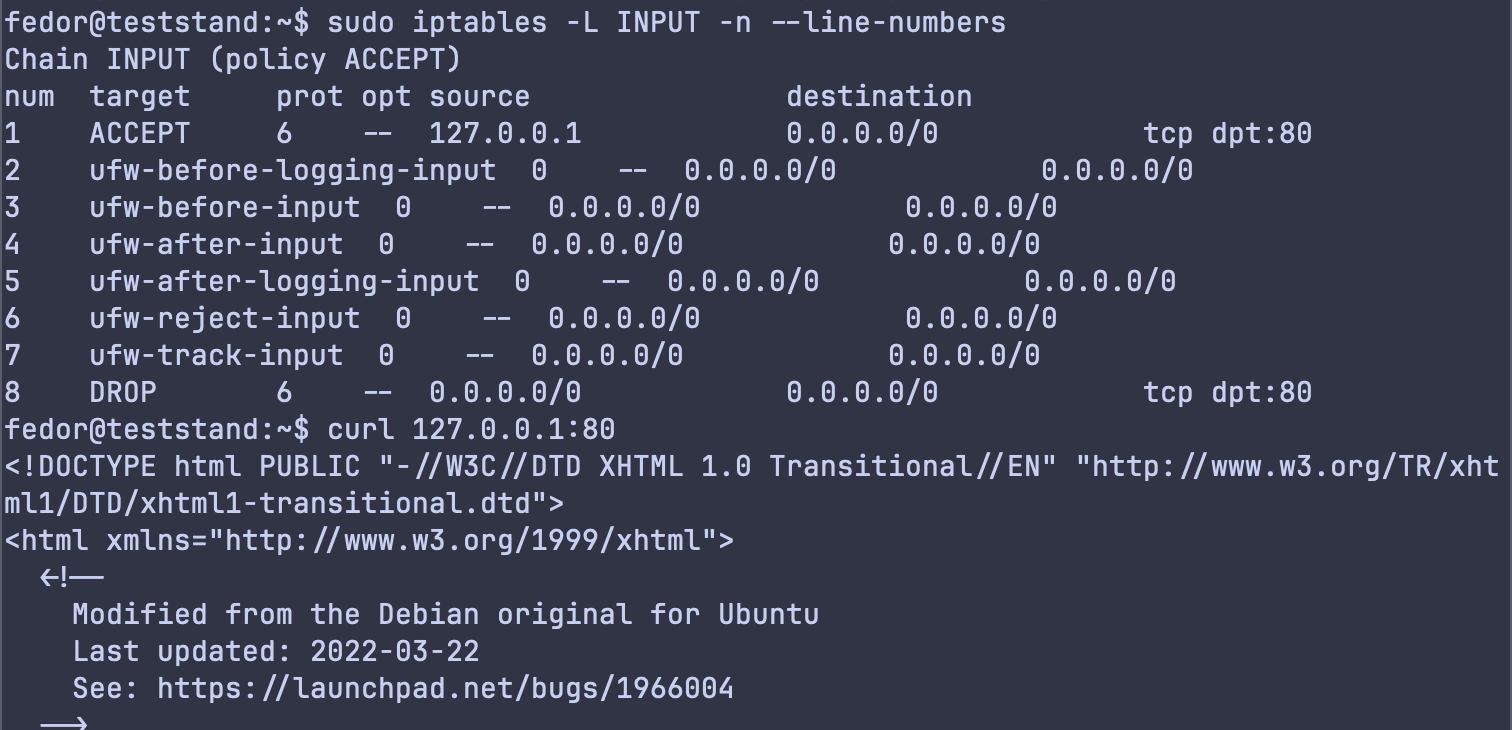 fedor@teststand:~$ sudo iptables -L INPUT -n --line-numbers
Chain INPUT (policy ACCEPT)
num  target     prot opt source               destination
1    ACCEPT     6    --  127.0.0.1            0.0.0.0/0            tcp dpt:80
2    ufw-before-logging-input  0    --  0.0.0.0/0            0.0.0.0/0
3    ufw-before-input  0    --  0.0.0.0/0            0.0.0.0/0
4    ufw-after-input  0    --  0.0.0.0/0            0.0.0.0/0
5    ufw-after-logging-input  0    --  0.0.0.0/0            0.0.0.0/0
6    ufw-reject-input  0    --  0.0.0.0/0            0.0.0.0/0
7    ufw-track-input  0    --  0.0.0.0/0            0.0.0.0/0
8    DROP       6    --  0.0.0.0/0            0.0.0.0/0            tcp dpt:80
fedor@teststand:~$ curl 127.0.0.1:80
<!DOCTYPE html PUBLIC "-//W3C//DTD XHTML 1.0 Transitional//EN" "http://www.w3.org/TR/xht
ml1/DTD/xhtml1-transitional.dtd">
<html xmlns="http://www.w3.org/1999/xhtml">
  <!--
    Modified from the Debian original for Ubuntu
    Last updated: 2022-03-22
    See: https://launchpad.net/bugs/1966004
  -->